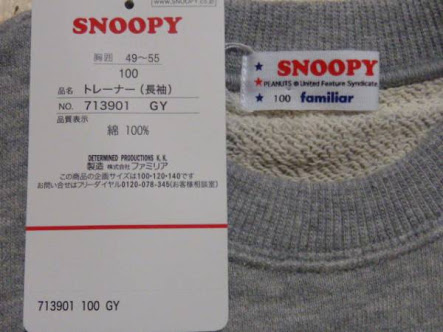 WWW.SNOOPY.co.jp
SNOOPY
胸囲 49~55
100
品名 トレーナー(長袖)
NO. 713901 GY
品質表示
綿 100%
DETERMINED PRODUCTIONS K.K.
製造 株式会社ファミリア
この商品の企画サイズは100・120・140です
お問い合せはフリーダイヤル0120-078-345(お客様相談室)
713901 100 GY
SNOOPY
PEANUTS © United Feature Syndicate
100 familiar